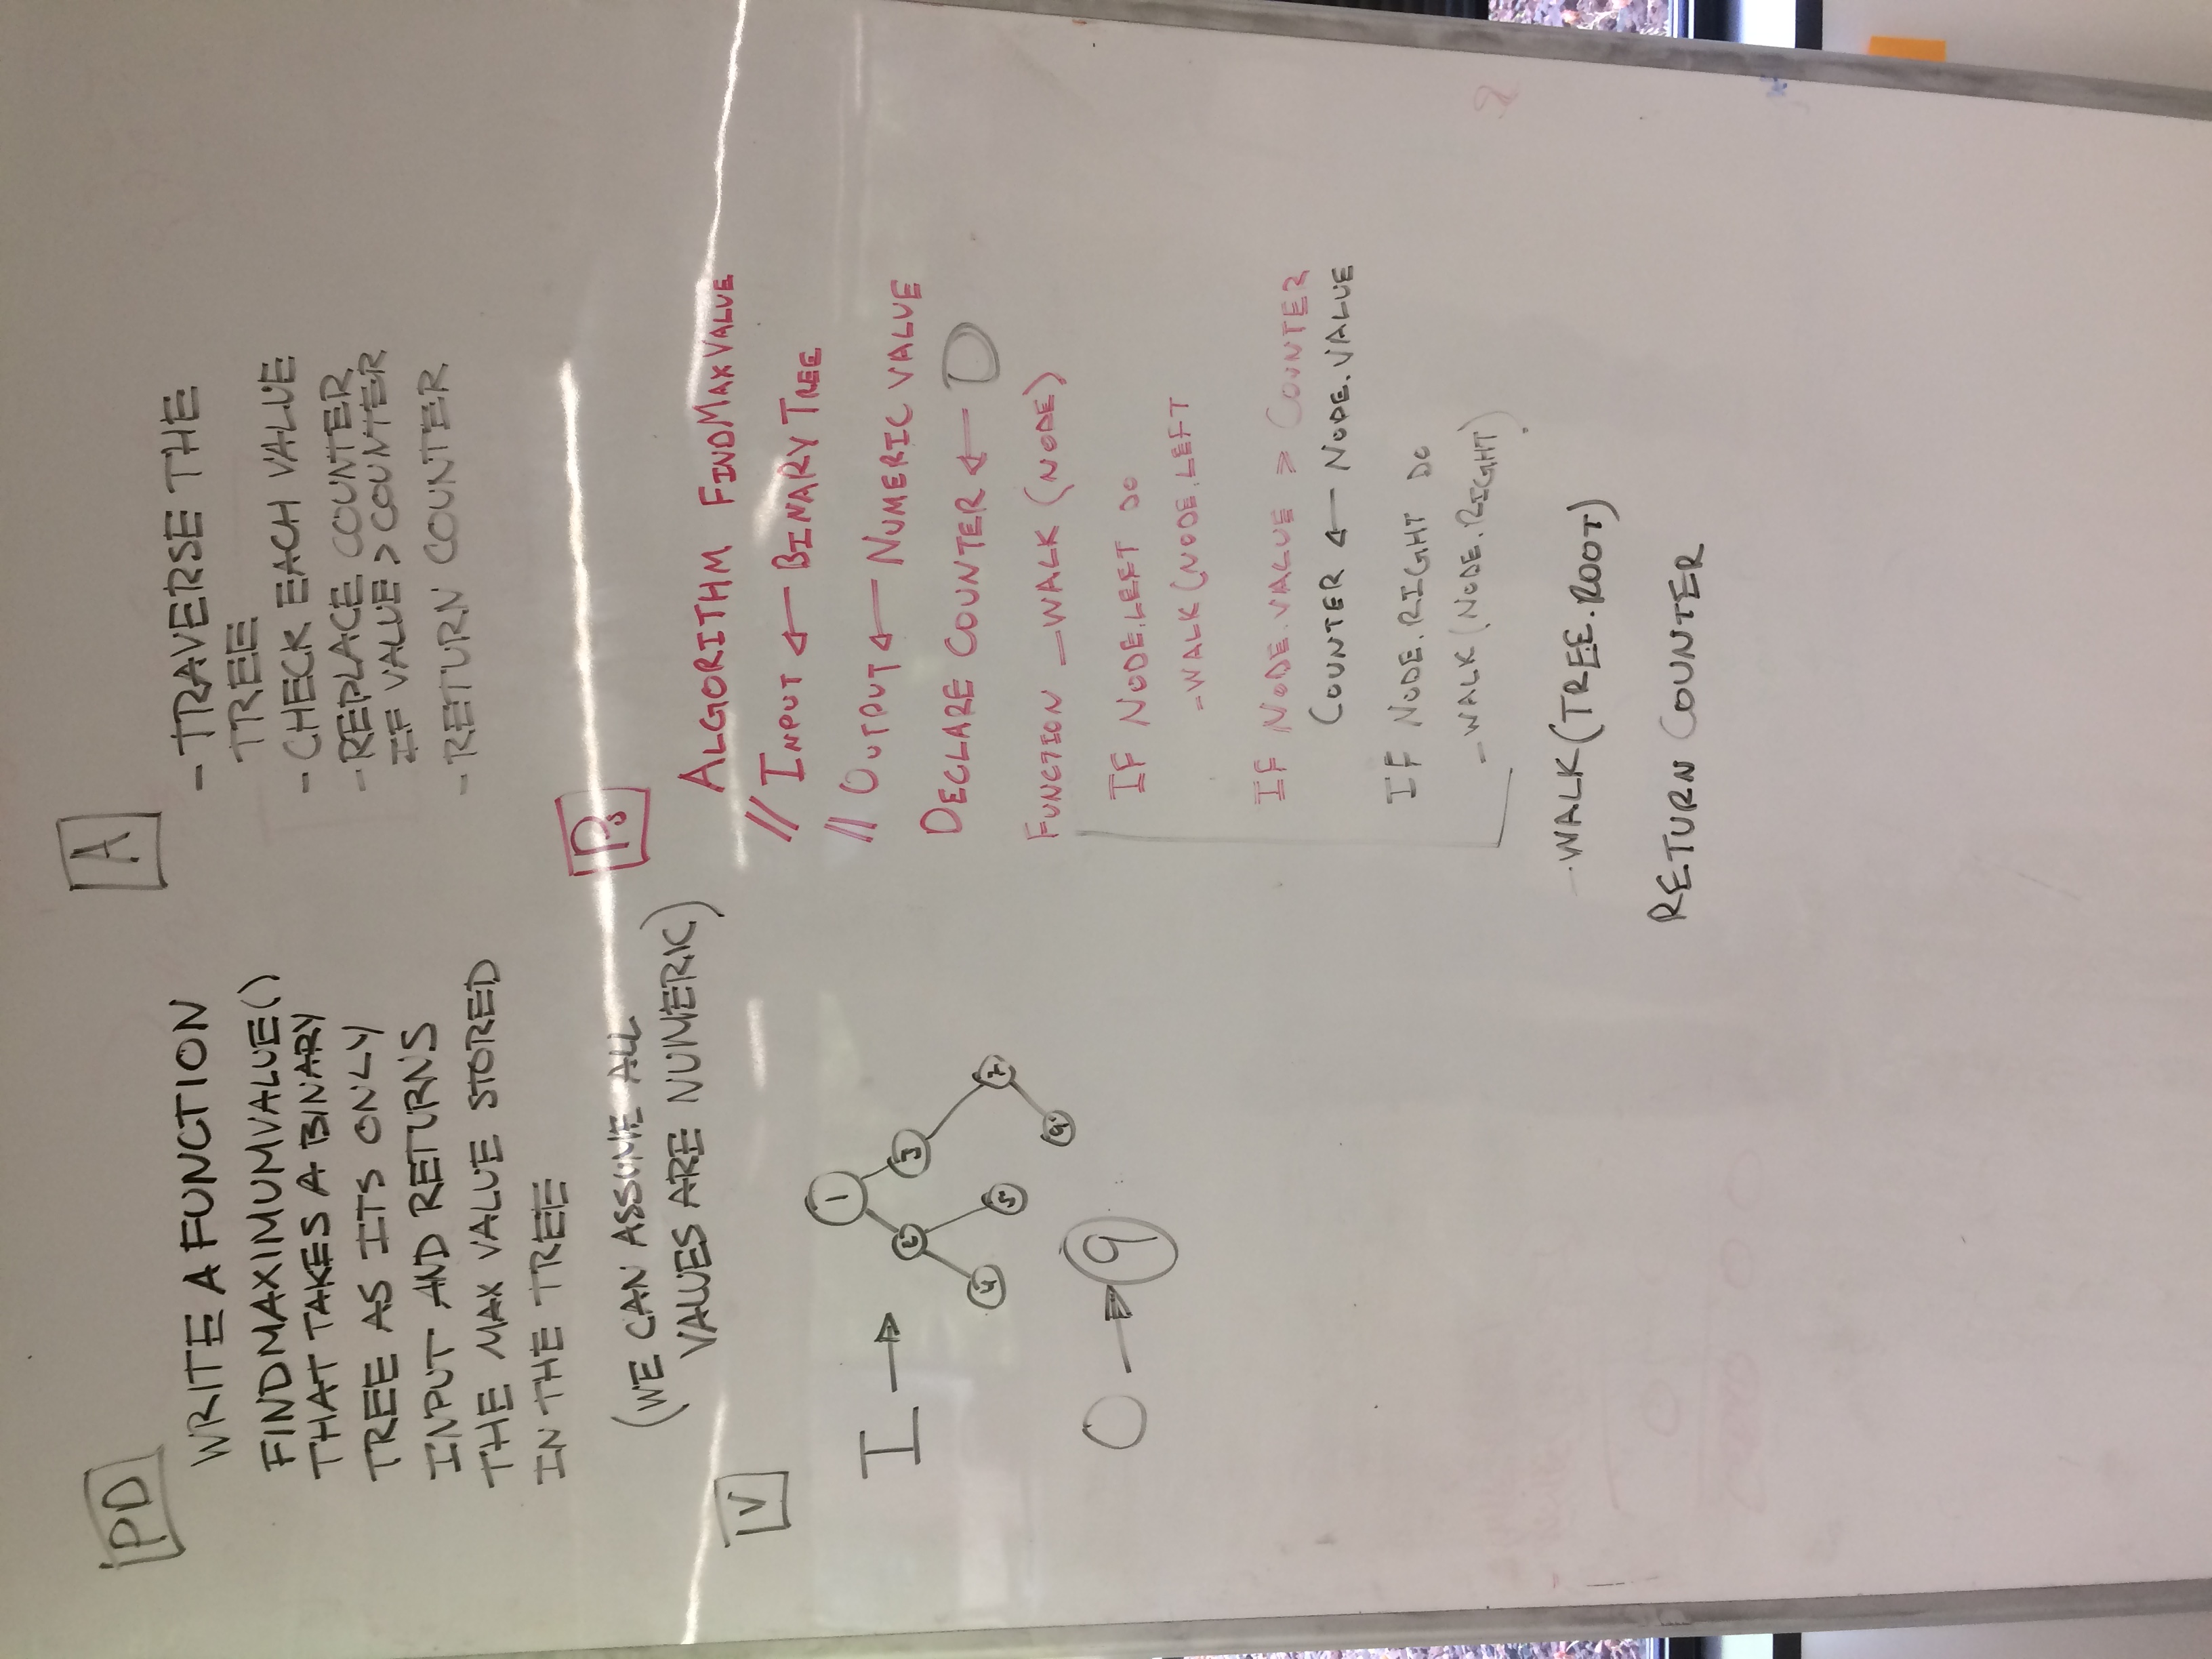 PD
WRITE A FUNCTION
FINDMAXIMUMVALUE()
THAT TAKES A BINARY
TREE AS ITS ONLY
INPUT AND RETURNS
THE MAX VALUE STORED
IN THE TREE
(WE CAN ASSUME ALL
VALUES ARE NUMERIC)
V
I →
1
3
4
5
9
O → 9
A
- TRAVERSE THE
TREE
- CHECK EACH VALUE
- REPLACE COUNTER
IF VALUE > COUNTER
- RETURN COUNTER
Ps
ALGORITHM FINDMAXVALUE
// INPUT ← BINARY TREE
// OUTPUT ← NUMERIC VALUE
DECLARE COUNTER ← O
FUNCTION _WALK (NODE)
IF NODE.LEFT DO
_WALK (NODE.LEFT
IF NODE.VALUE > COUNTER
COUNTER ← NODE.VALUE
IF NODE.RIGHT DO
_WALK (NODE.RIGHT)
_WALK (TREE.ROOT)
RETURN COUNTER